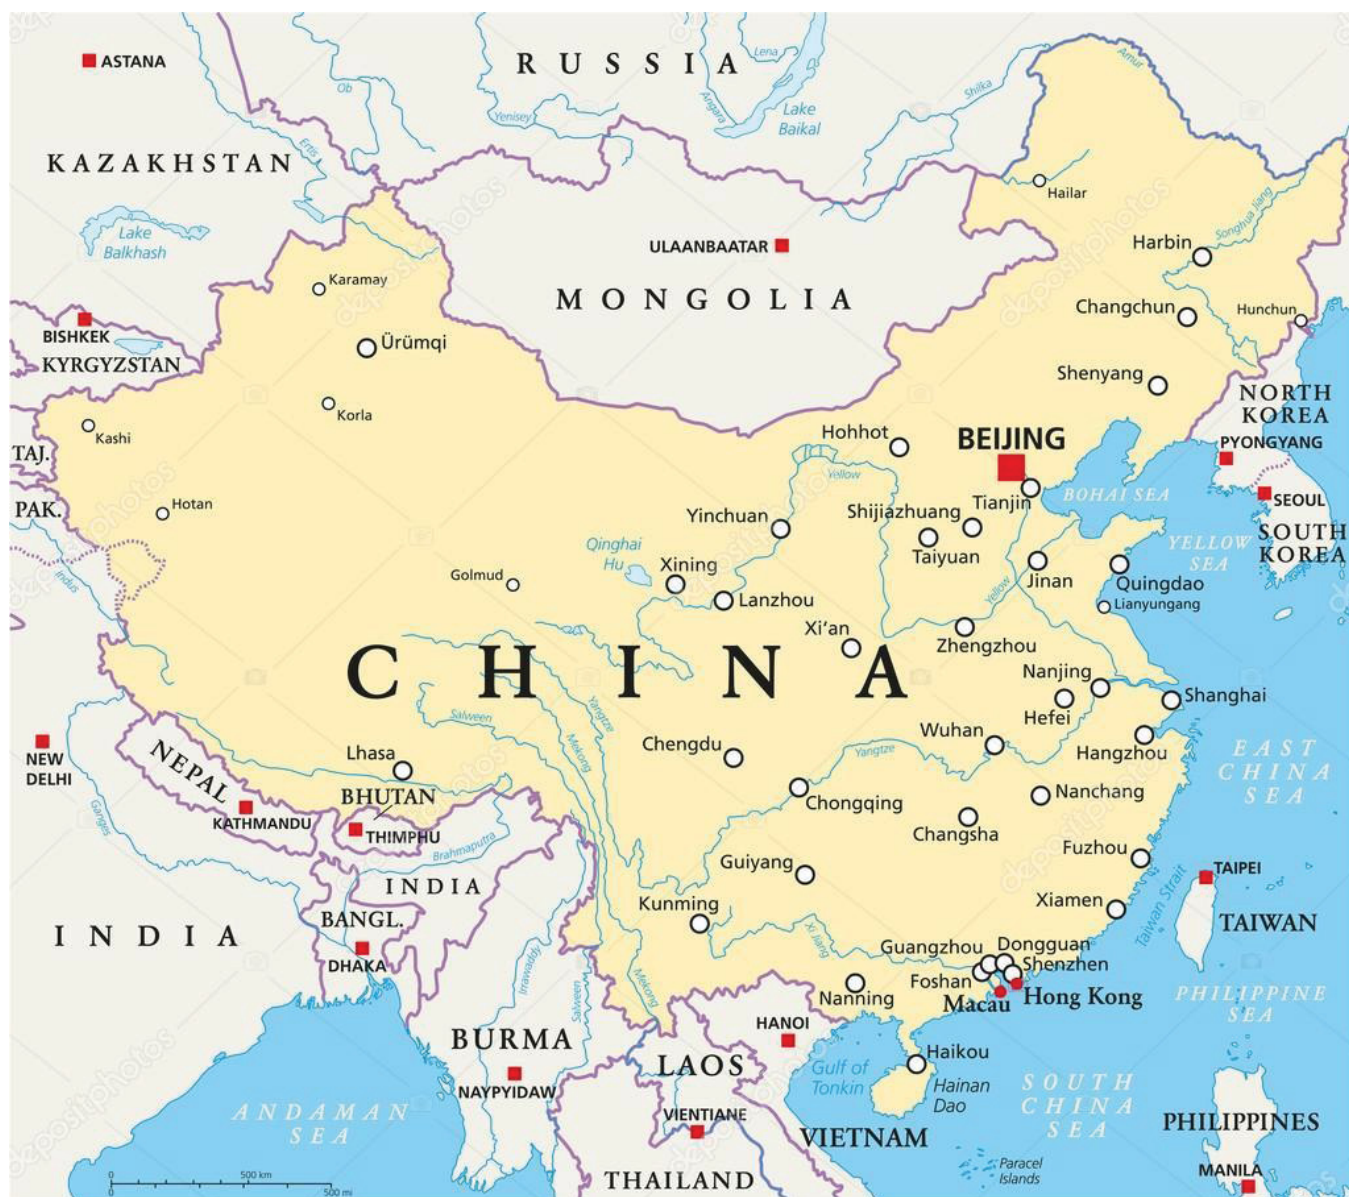 RUSSIA
ASTANA
Ob
Yenisey
Angara
Lena
Lake
Baikal
Shilka
Amur
Ertis
KAZAKHSTAN
Lake
Balkhash
Hailar
Songhua Jiang
ULAANBAATAR
MONGOLIA
Harbin
Karamay
Changchun
Hunchun
BISHKEK
KYRGYZSTAN
Ürümqi
Shenyang
NORTH
KOREA
Korla
Kashi
TAJ.
Hohhot
BEIJING
PYONGYANG
Yellow
Tianjin
BOHAI SEA
SEOUL
PAK.
Hotan
Yinchuan
Shijiazhuang
Taiyuan
SOUTH
KOREA
YELLOW
SEA
Qinghai
Hu
Xining
Golmud
Lanzhou
Indus
Yellow
Jinan
Quingdao
Lianyungang
Xi'an
Zhengzhou
CHINA
Nanjing
Hefei
Shanghai
Salween
Yangtze
Mekong
Wuhan
Yangtze
Hangzhou
Chengdu
Lhasa
NEW
DELHI
NEPAL
BHUTAN
KATHMANDU
THIMPHU
Ganges
Brahmaputra
EAST
CHINA
SEA
Chongqing
Nanchang
Changsha
Guiyang
Fuzhou
INDIA
BANGL.
INDIA
DHAKA
Kunming
Xiamen
Taiwan Strait
TAIPEI
TAIWAN
Xi Jiang
Guangzhou
Dongguan
Foshan
Shenzhen
Macau
Hong Kong
Nanning
Irrawaddy
Salween
Mekong
PHILIPPINE
SEA
HANOI
BURMA
LAOS
NAYPYIDAW
Gulf of
Tonkin
Haikou
Hainan
Dao
SOUTH
CHINA
SEA
ANDAMAN
SEA
VIENTIANE
VIETNAM
PHILIPPINES
THAILAND
Paracel
Islands
MANILA
0 500 km
0 500 mi
depositphotos